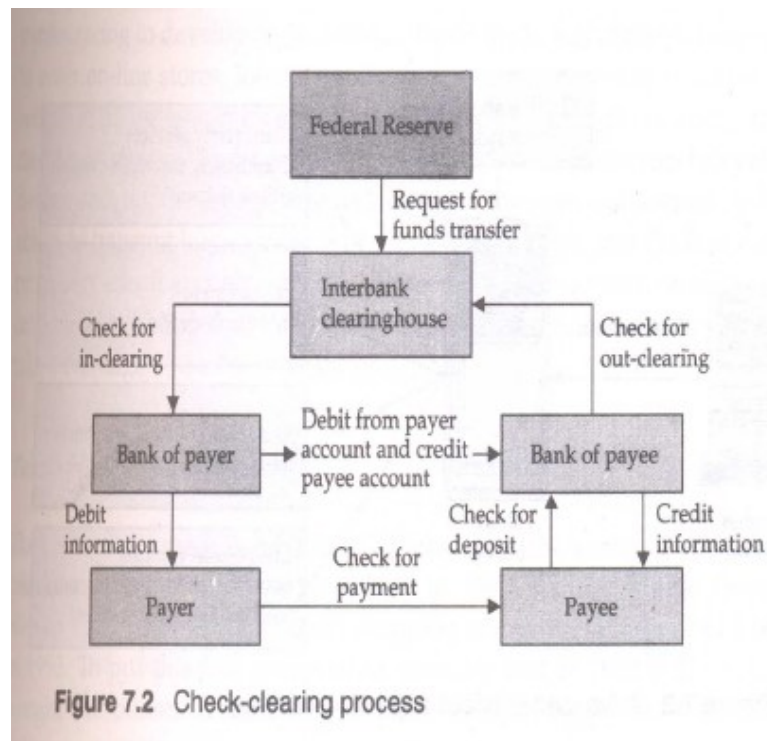 Federal Reserve
Request for
funds transfer
Interbank
clearinghouse
Check for
in-clearing
Check for
out-clearing
Bank of payer
Debit from payer
account and credit
payee account
Bank of payee
Debit
information
Check for
deposit
Credit
information
Payer
Check for
payment
Payee
Figure 7.2 Check-clearing process